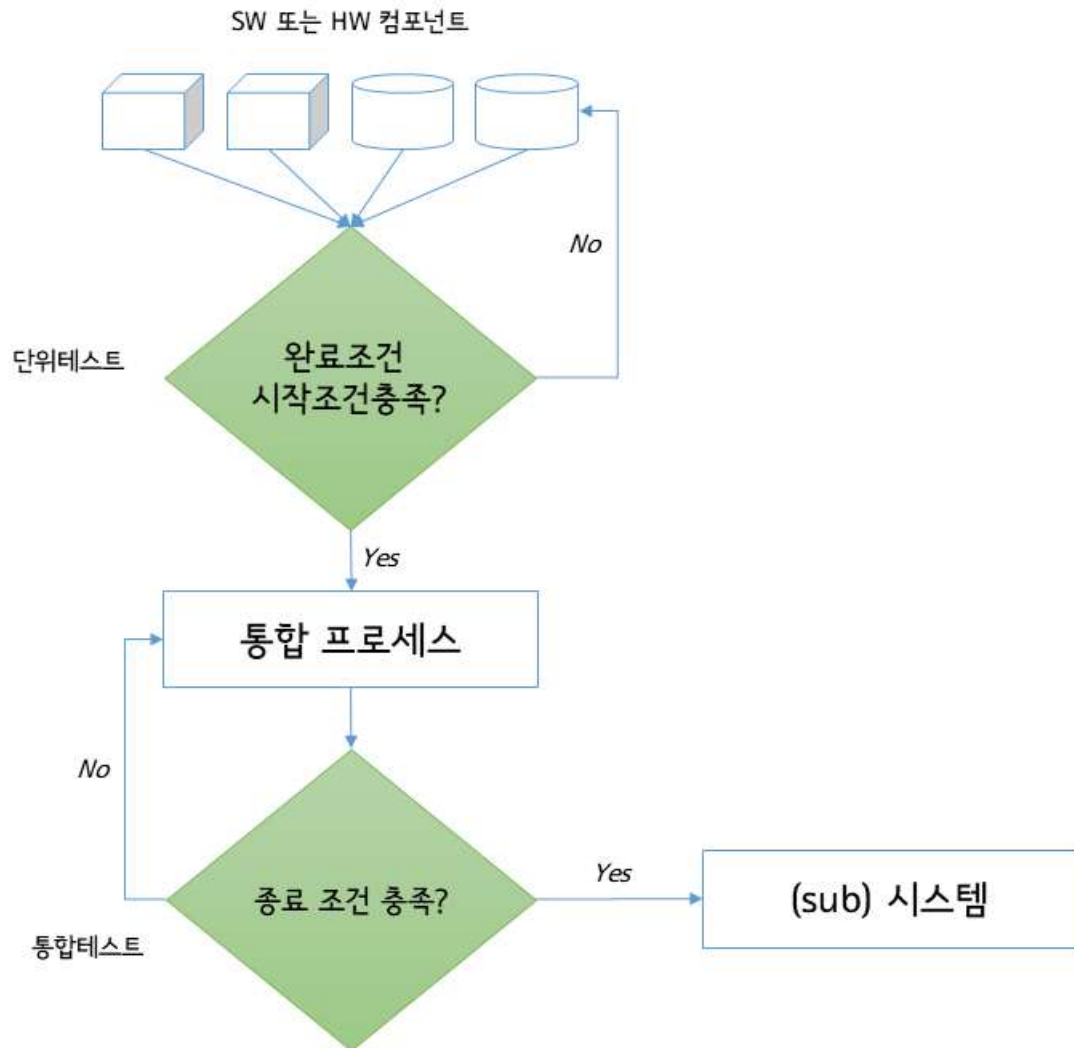 SW 또는 HW 컴포넌트
No
단위테스트
완료조건
시작조건충족?
Yes
통합 프로세스
No
종료 조건 충족?
Yes
(sub) 시스템
통합테스트